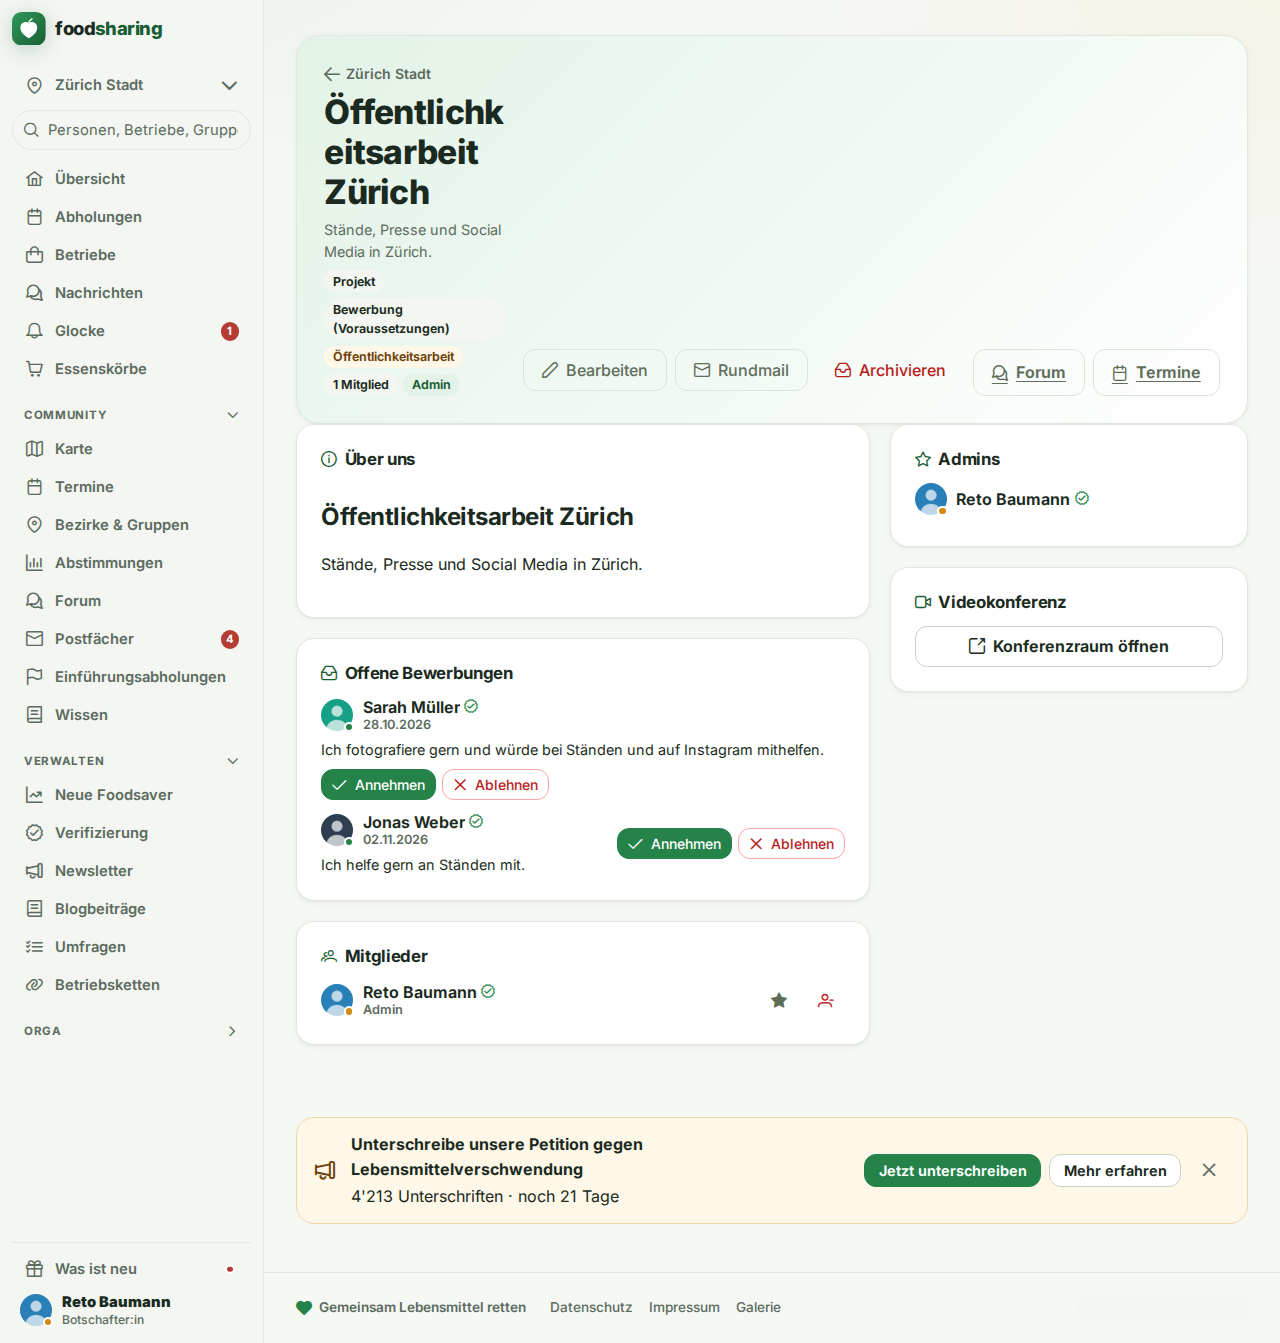 foodsharing
Zürich Stadt
Personen, Betriebe, Grupp
Übersicht
Abholungen
Betriebe
Nachrichten
Glocke 1
Essenskörbe
COMMUNITY
Karte
Termine
Bezirke & Gruppen
Abstimmungen
Forum
Postfächer 4
Einführungsabholungen
Wissen
VERWALTEN
Neue Foodsaver
Verifizierung
Newsletter
Blogbeiträge
Umfragen
Betriebsketten
ORGA
Was ist neu
Reto Baumann
Botschafter:in
Zürich Stadt
Öffentlichk
eitsarbeit
Zürich
Stände, Presse und Social
Media in Zürich.
Projekt
Bewerbung
(Voraussetzungen)
Öffentlichkeitsarbeit
1 Mitglied Admin
Bearbeiten Rundmail Archivieren Forum Termine
Über uns
Öffentlichkeitsarbeit Zürich
Stände, Presse und Social Media in Zürich.
Offene Bewerbungen
Sarah Müller
28.10.2026
Ich fotografiere gern und würde bei Ständen und auf Instagram mithelfen.
Annehmen Ablehnen
Jonas Weber
02.11.2026
Ich helfe gern an Ständen mit.
Annehmen Ablehnen
Mitglieder
Reto Baumann
Admin
Admins
Reto Baumann
Videokonferenz
Konferenzraum öffnen
Unterschreibe unsere Petition gegen
Lebensmittelverschwendung
4'213 Unterschriften · noch 21 Tage
Jetzt unterschreiben Mehr erfahren
Gemeinsam Lebensmittel retten Datenschutz Impressum Galerie